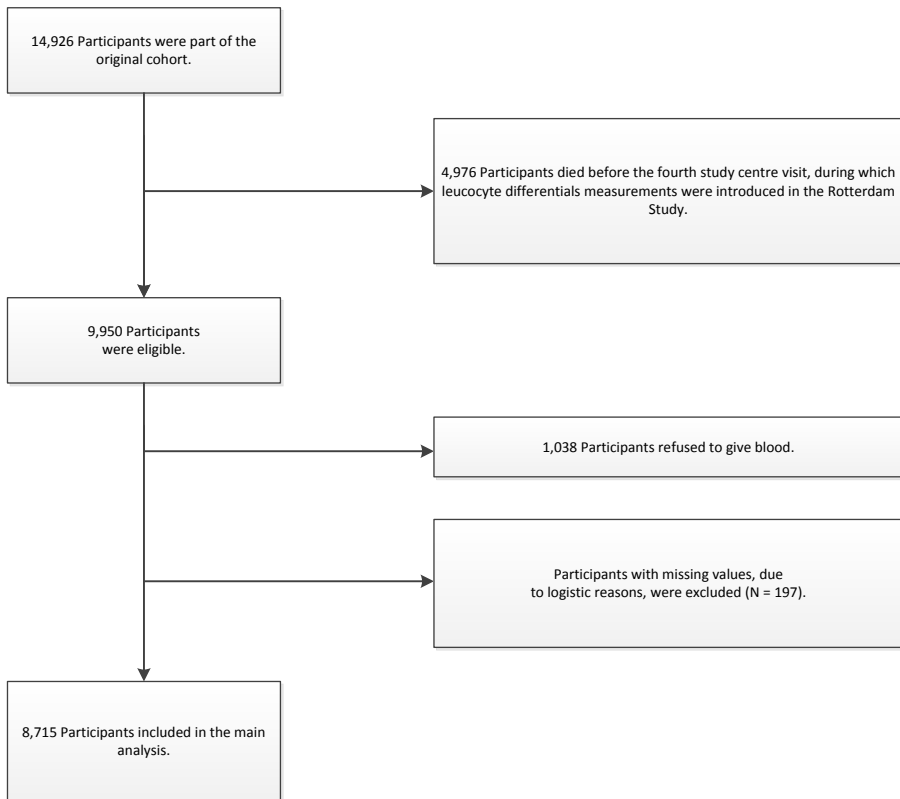 14,926 Participants were part of the
original cohort.
4,976 Participants died before the fourth study centre visit, during which
leucocyte differentials measurements were introduced in the Rotterdam
Study.
9,950 Participants
were eligible.
1,038 Participants refused to give blood.
Participants with missing values, due
to logistic reasons, were excluded (N = 197).
8,715 Participants included in the main
analysis.